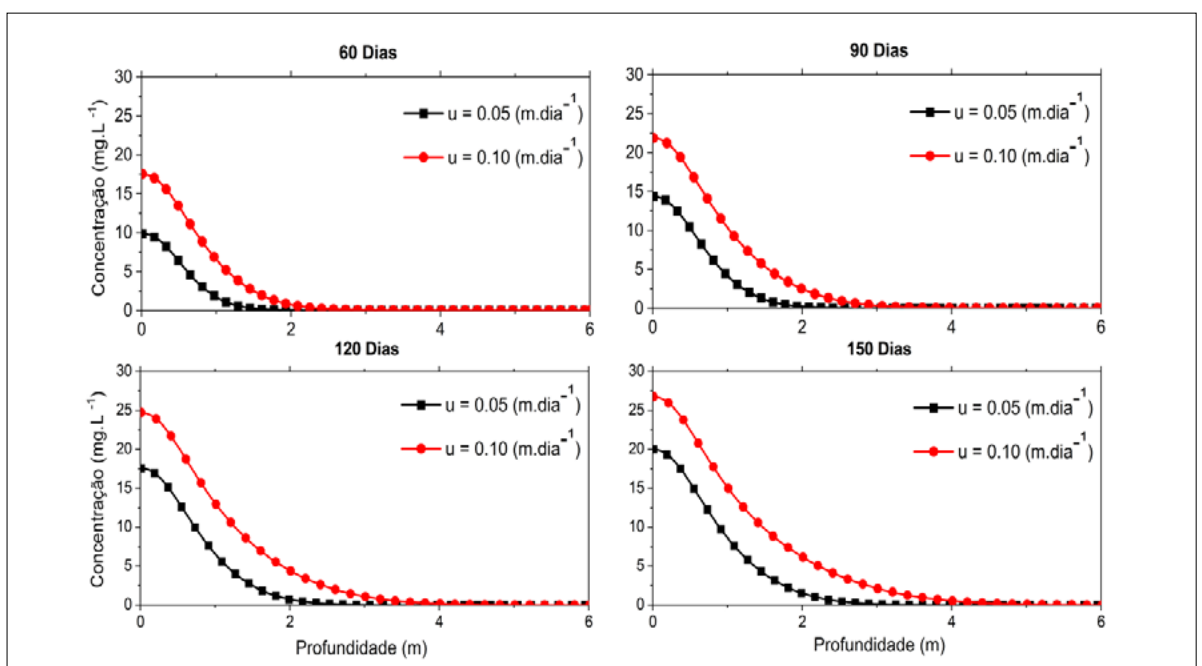 60 Dias
90 Dias
30
25
20
15
10
5
0
Concentração (mg.L⁻¹)
u = 0.05 (m.dia⁻¹)
u = 0.10 (m.dia⁻¹)
0 2 4 6
30
25
20
15
10
5
0
u = 0.05 (m.dia⁻¹)
u = 0.10 (m.dia⁻¹)
0 2 4 6
120 Dias
150 Dias
30
25
20
15
10
5
0
Concentração (mg.L⁻¹)
u = 0.05 (m.dia⁻¹)
u = 0.10 (m.dia⁻¹)
0 2 4 6
Profundidade (m)
30
25
20
15
10
5
0
u = 0.05 (m.dia⁻¹)
u = 0.10 (m.dia⁻¹)
0 2 4 6
Profundidade (m)